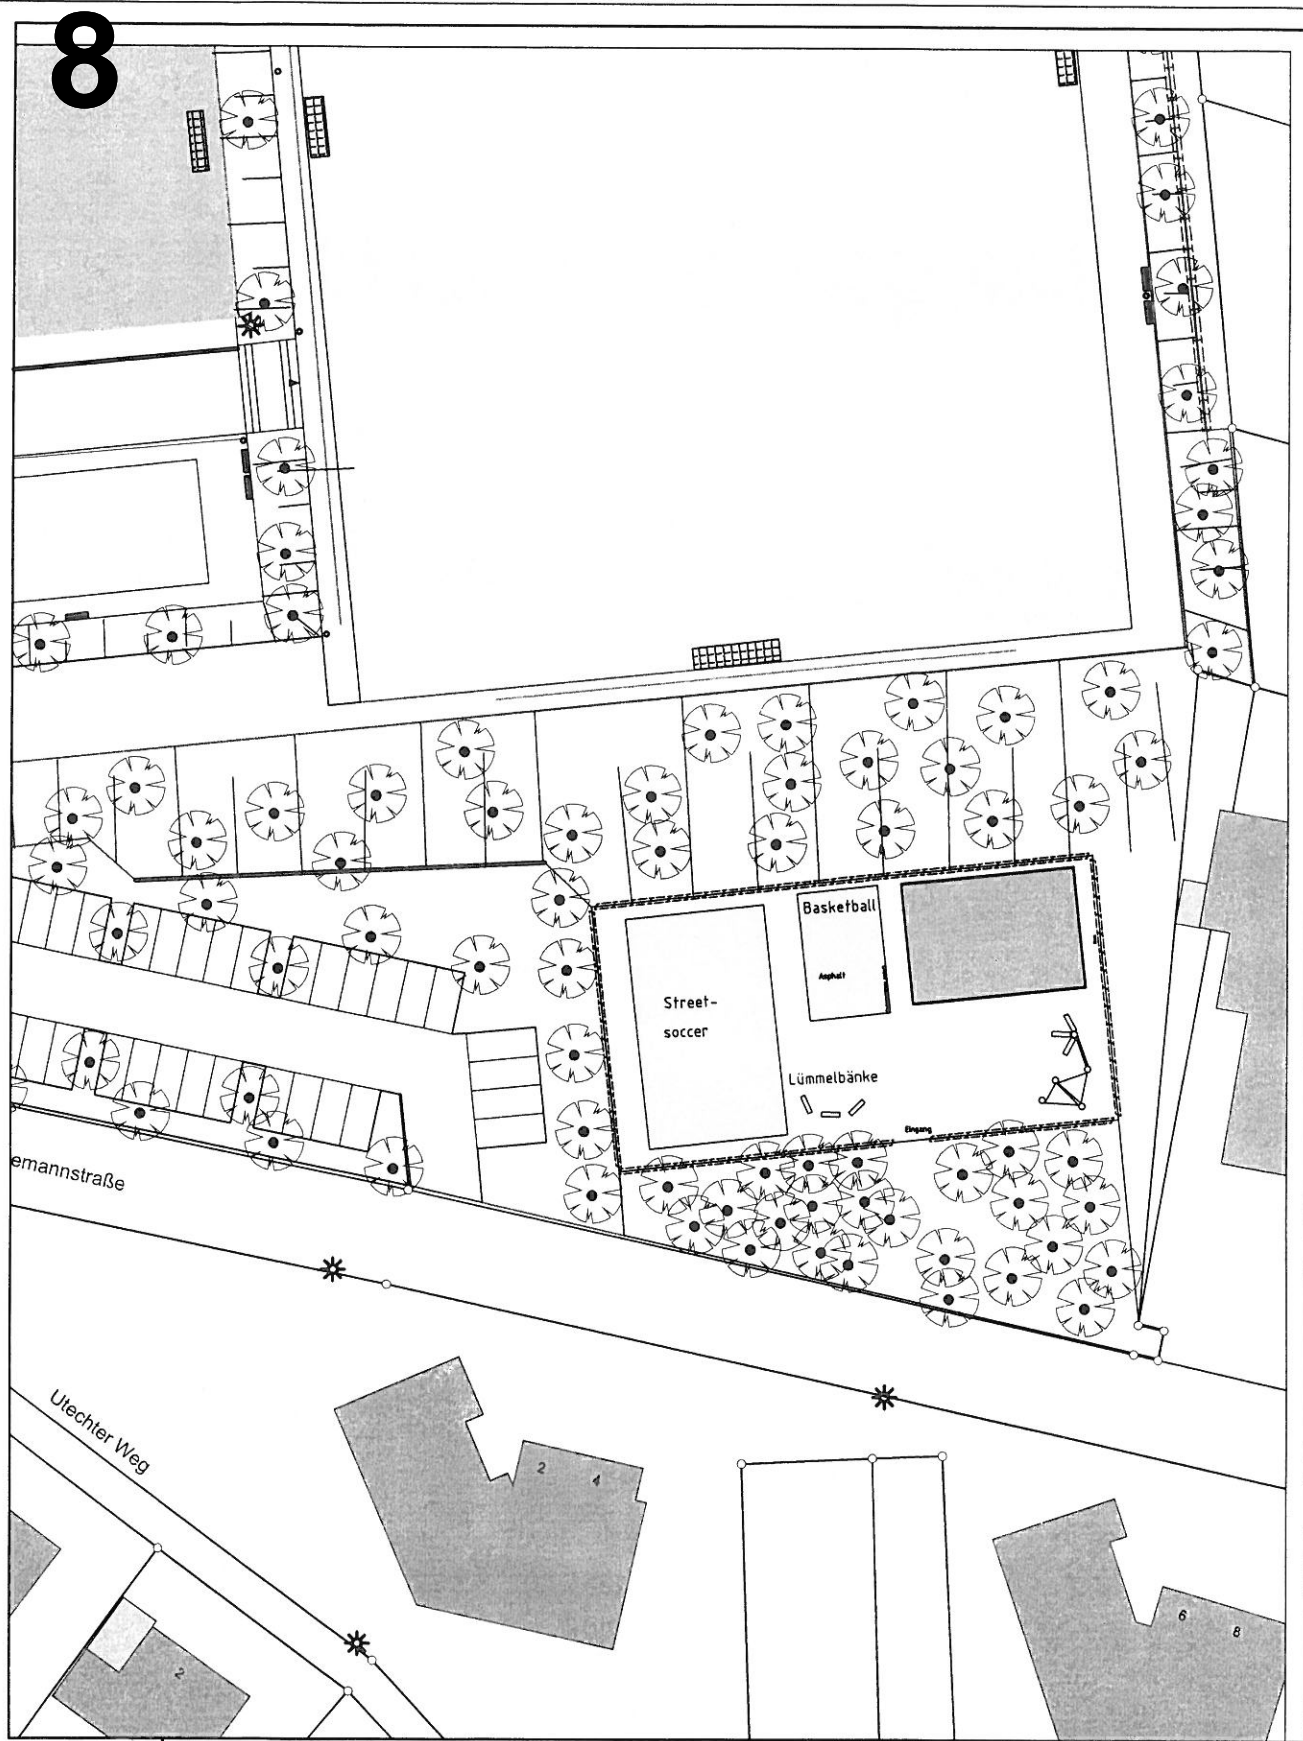 8
Basketball
Asphalt
Street-
soccer
Lümmelbänke
Eingang
emannstraße
Utechter Weg
2
4
6
8
2